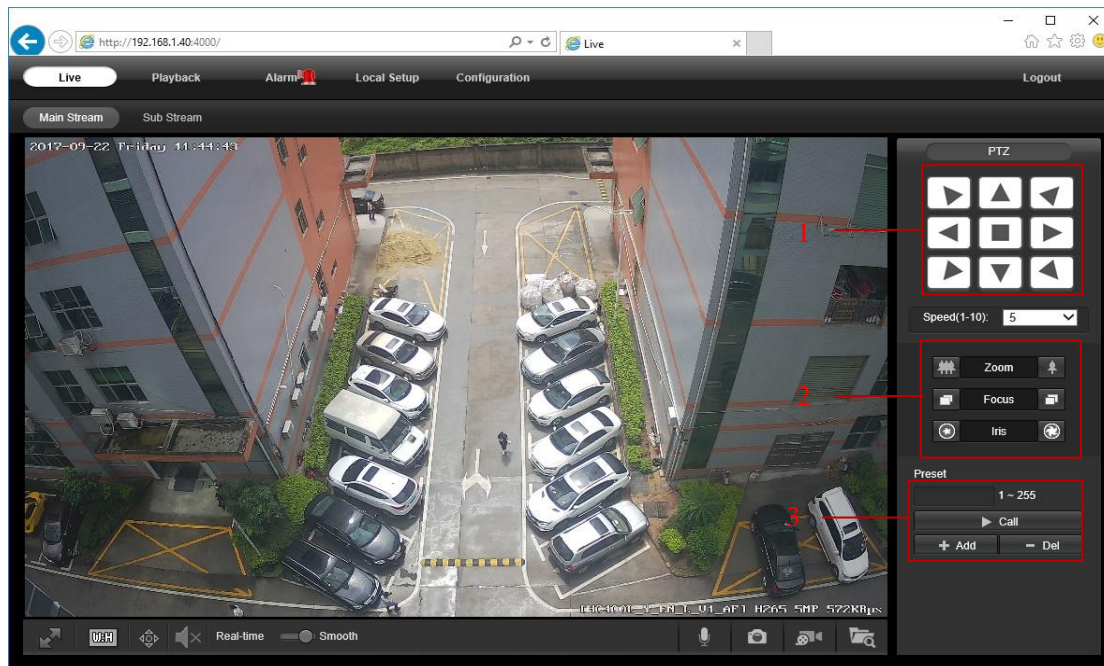 http://192.168.1.40:4000/
Live
Live
Playback
Alarm
Local Setup
Configuration
Logout
Main Stream
Sub Stream
2017-09-22 Friday 11:44:43
PTZ
1
Speed(1-10):
5
Zoom
2
Focus
Iris
Preset
1 ~ 255
3
Call
Add
Del
H265 5MP 572KBps
W:H
Real-time
Smooth